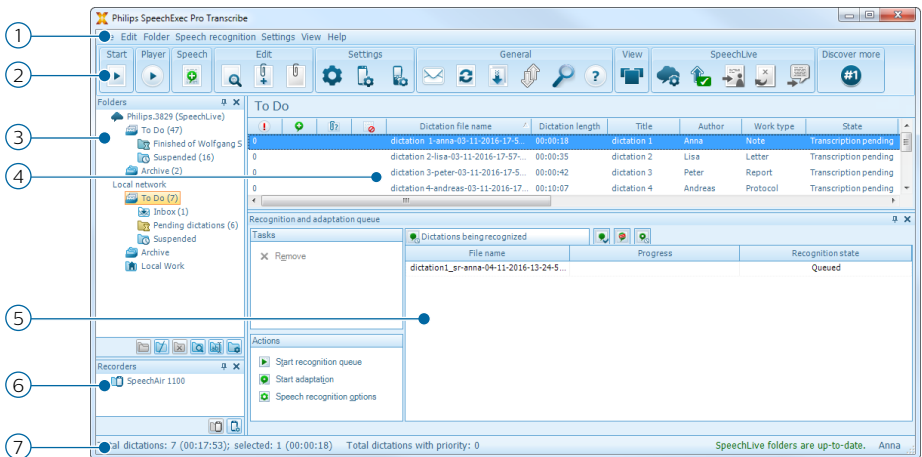 Philips SpeechExec Pro Transcribe
1
Edit Folder Speech recognition Settings View Help
Start Player Speech Edit Settings General View SpeechLive Discover more
2
#1
Folders
To Do
Philips.3829 (SpeechLive)
To Do (47)
3
Finished of Wolfgang S
Suspended (16)
Archive (2)
Local network
To Do (7)
Inbox (1)
Pending dictations (6)
Suspended
Archive
Local Work
Dictation file name Dictation length Title Author Work type State
0 dictation 1-anna-03-11-2016-17-5... 00:00:18 dictation 1 Anna Note Transcription pending
0 dictation 2-lisa-03-11-2016-17-57-... 00:00:35 dictation 2 Lisa Letter Transcription pending
4
0 dictation 3-peter-03-11-2016-17-5... 00:00:42 dictation 3 Peter Report Transcription pending
0 dictation 4-andreas-03-11-2016-17... 00:10:07 dictation 4 Andreas Protocol Transcription pending
Recognition and adaptation queue
Tasks
Remove
Dictations being recognized
File name Progress Recognition state
dictation1_sr-anna-04-11-2016-13-24-5... Queued
5
Actions
Start recognition queue
Start adaptation
Speech recognition options
Recorders
6
SpeechAir 1100
7
dictations: 7 (00:17:53); selected: 1 (00:00:18) Total dictations with priority: 0 SpeechLive folders are up-to-date. Anna